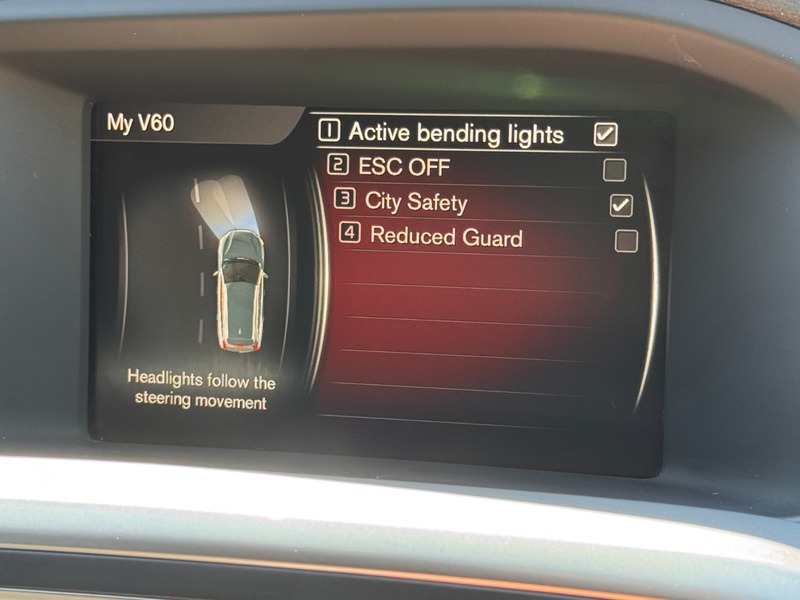 My V60
1 Active bending lights
2 ESC OFF
3 City Safety
4 Reduced Guard
Headlights follow the
steering movement